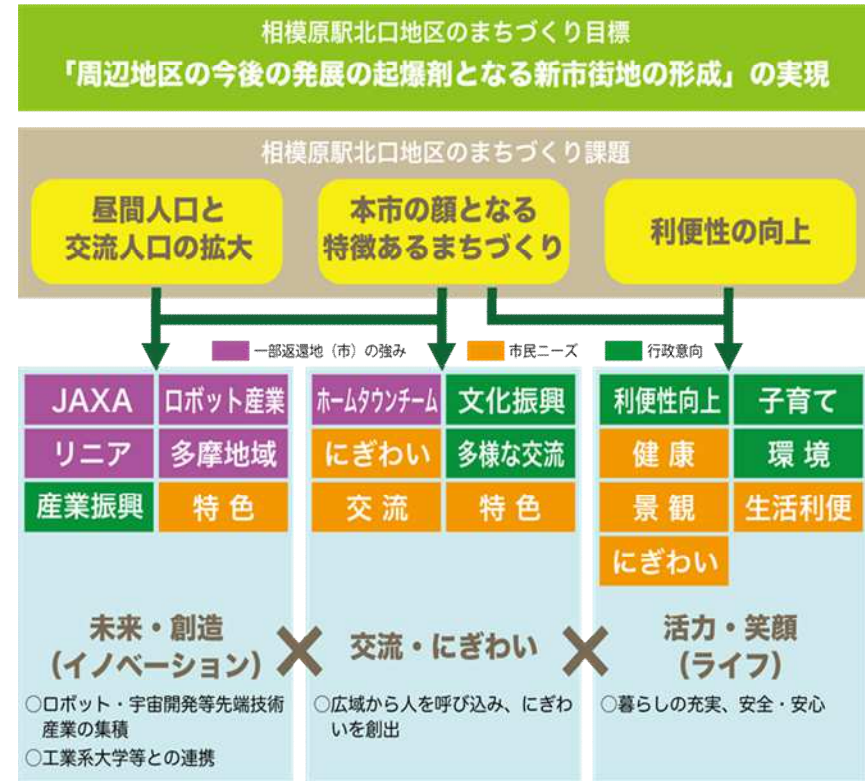 相模原駅北口地区のまちづくり目標
「周辺地区の今後の発展の起爆剤となる新市街地の形成」の実現
相模原駅北口地区のまちづくり課題
昼間人口と
交流人口の拡大
本市の顔となる
特徴あるまちづくり
利便性の向上
一部返還地（市）の強み
市民ニーズ
行政意向
JAXA
ロボット産業
リニア
多摩地域
産業振興
特 色
未来・創造
(イノベーション)
○ロボット・宇宙開発等先端技術
産業の集積
○工業系大学等との連携
×
ホームタウンチーム
文化振興
にぎわい
多様な交流
交 流
特 色
交流・にぎわい
○広域から人を呼び込み、にぎわ
いを創出
×
利便性向上
子育て
健 康
環 境
景 観
生活利便
にぎわい
活力・笑顔
(ライフ)
○暮らしの充実、安全・安心